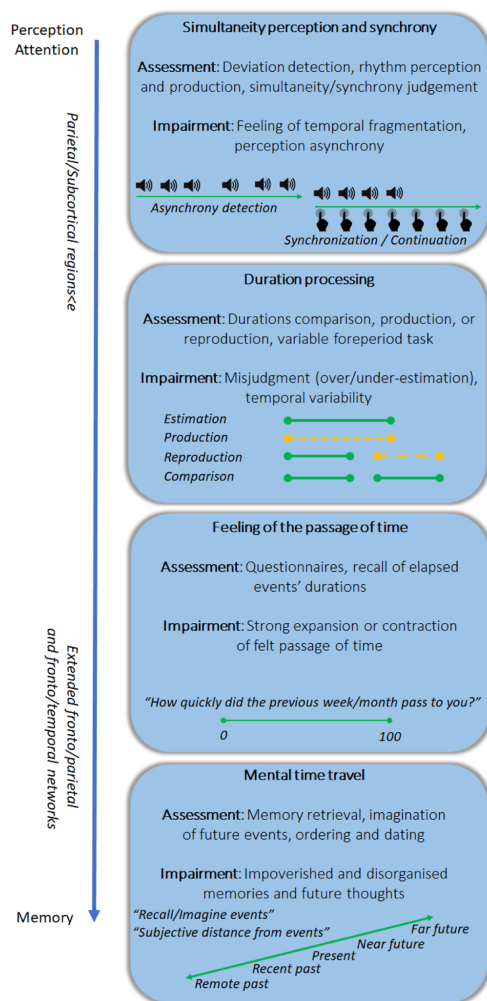 Perception
Attention
Parietal/Subcortical regions<e
Extended fronto/parietal
and fronto/temporal networks
Memory
Simultaneity perception and synchrony
Assessment: Deviation detection, rhythm perception
and production, simultaneity/synchrony judgement
Impairment: Feeling of temporal fragmentation,
perception asynchrony
Asynchrony detection
Synchronization / Continuation
Duration processing
Assessment: Durations comparison, production, or
reproduction, variable foreperiod task
Impairment: Misjudgment (over/under-estimation),
temporal variability
Estimation
Production
Reproduction
Comparison
Feeling of the passage of time
Assessment: Questionnaires, recall of elapsed
events’ durations
Impairment: Strong expansion or contraction
of felt passage of time
“How quickly did the previous week/month pass to you?”
0
100
Mental time travel
Assessment: Memory retrieval, imagination
of future events, ordering and dating
Impairment: Impoverished and disorganised
memories and future thoughts
“Recall/Imagine events”
“Subjective distance from events”
Far future
Near future
Present
Recent past
Remote past